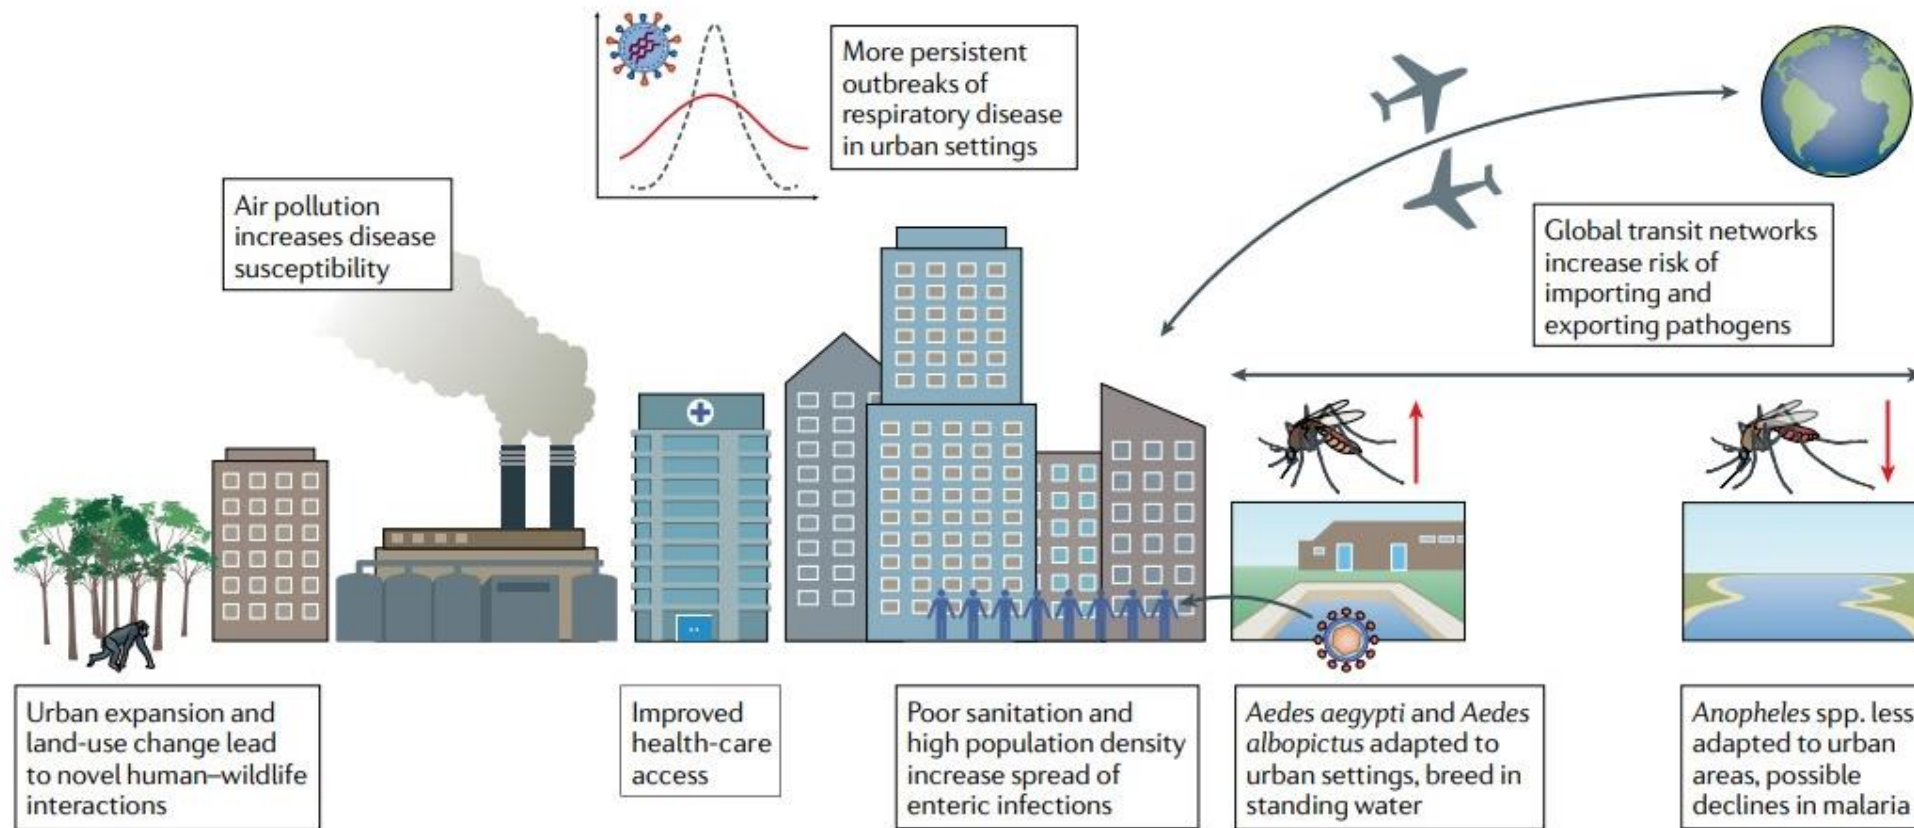 More persistent
outbreaks of
respiratory disease
in urban settings
Air pollution
increases disease
susceptibility
Global transit networks
increase risk of
importing and
exporting pathogens
Urban expansion and
land-use change lead
to novel human–wildlife
interactions
Improved
health-care
access
Poor sanitation and
high population density
increase spread of
enteric infections
Aedes aegypti and Aedes
albopictus adapted to
urban settings, breed in
standing water
Anopheles spp. less
adapted to urban
areas, possible
declines in malaria